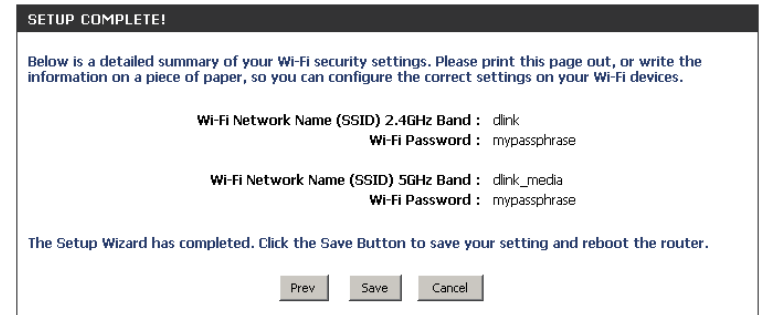 SETUP COMPLETE!
Below is a detailed summary of your Wi-Fi security settings. Please print this page out, or write the
information on a piece of paper, so you can configure the correct settings on your Wi-Fi devices.
Wi-Fi Network Name (SSID) 2.4GHz Band : dlink
Wi-Fi Password : mypassphrase
Wi-Fi Network Name (SSID) 5GHz Band : dlink_media
Wi-Fi Password : mypassphrase
The Setup Wizard has completed. Click the Save Button to save your setting and reboot the router.
Prev Save Cancel